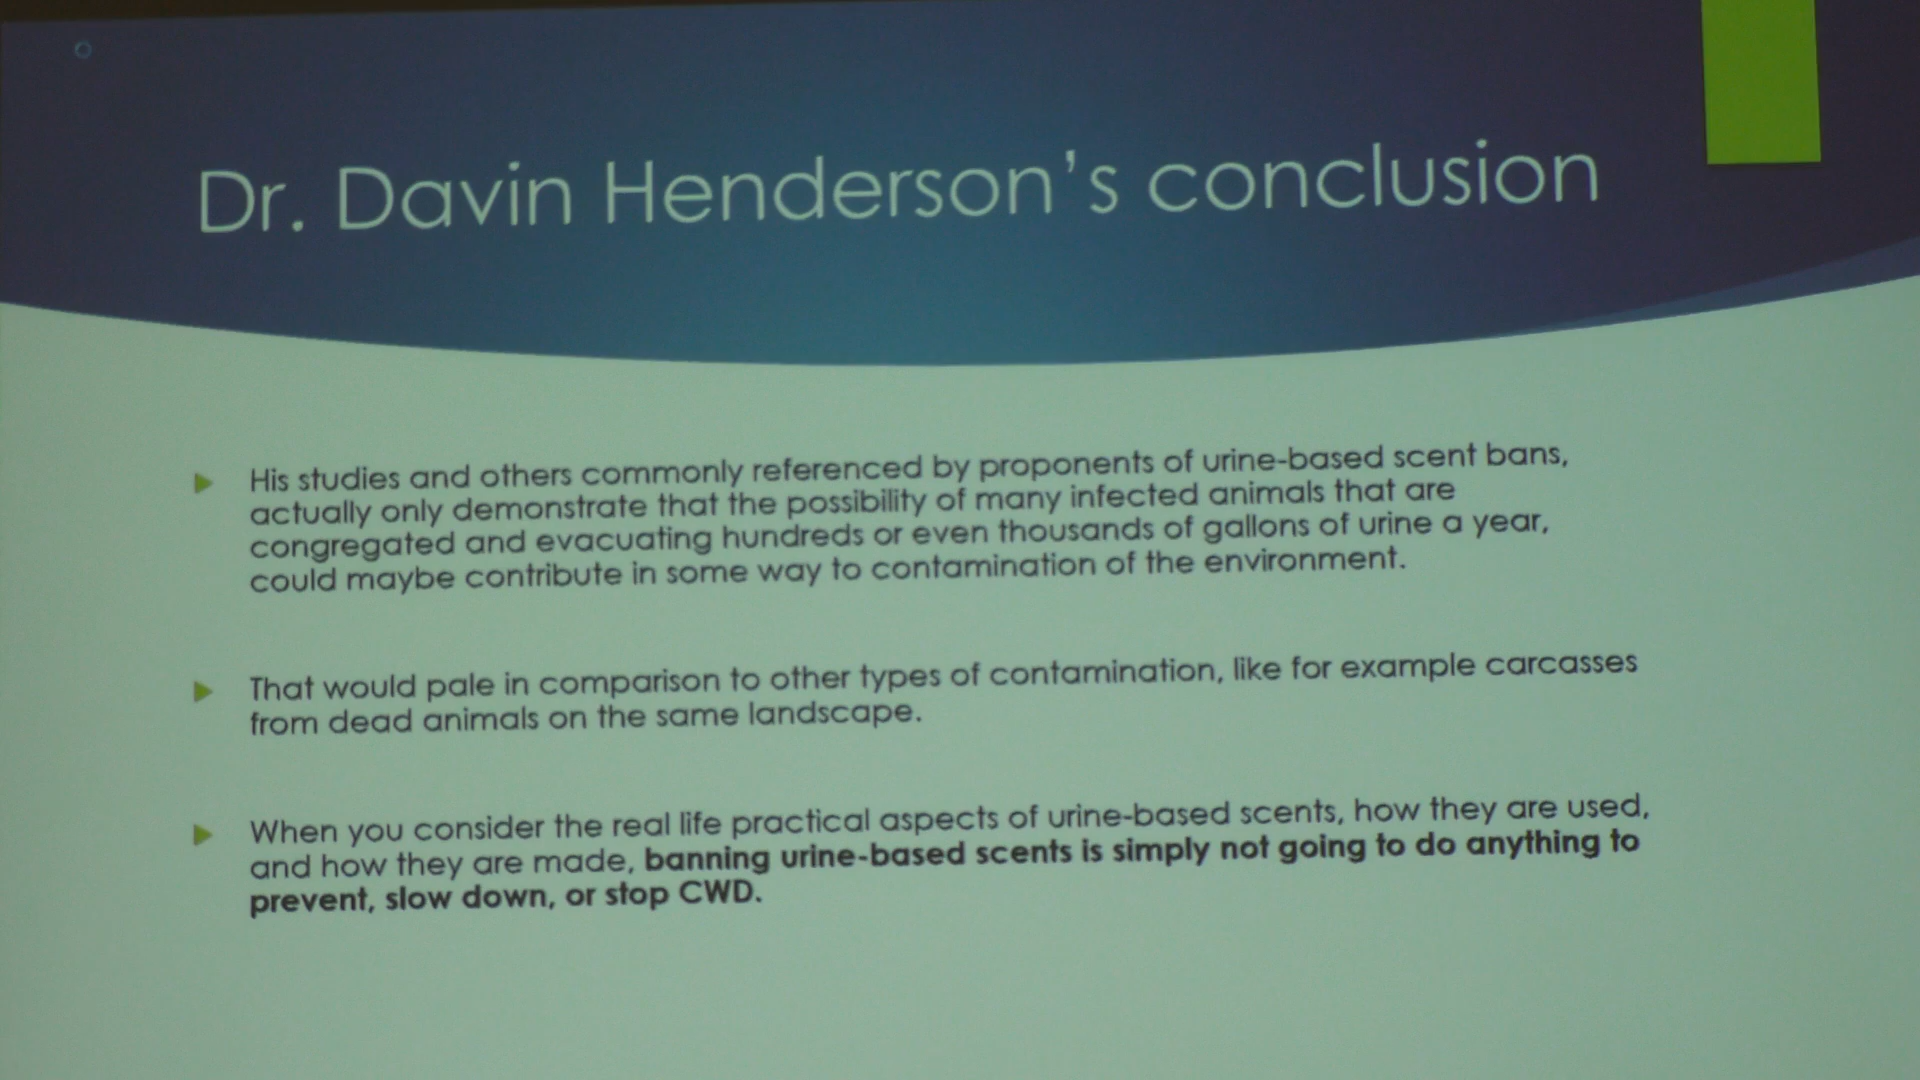 Dr. Davin Henderson's conclusion
His studies and others commonly referenced by proponents of urine-based scent bans,
actually only demonstrate that the possibility of many infected animals that are
congregated and evacuating hundreds or even thousands of gallons of urine a year,
could maybe contribute in some way to contamination of the environment.
That would pale in comparison to other types of contamination, like for example carcasses
from dead animals on the same landscape.
When you consider the real life practical aspects of urine-based scents, how they are used,
and how they are made, banning urine-based scents is simply not going to do anything to
prevent, slow down, or stop CWD.